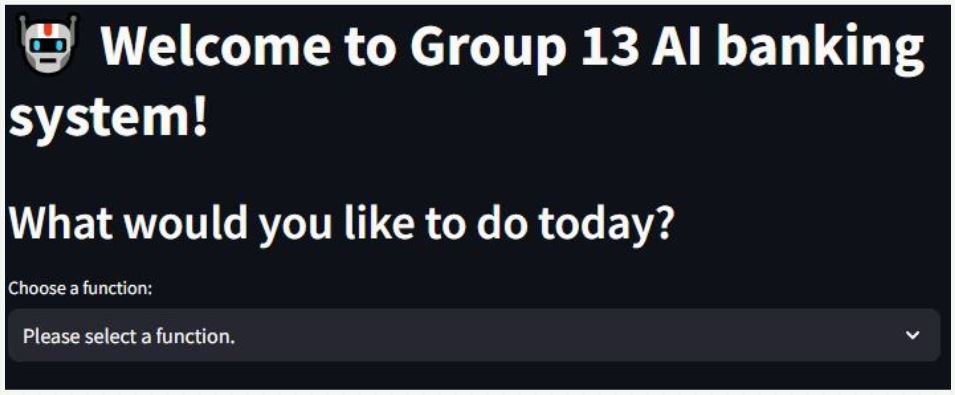 Welcome to Group 13 AI banking
system!
What would you like to do today?
Choose a function:
Please select a function.